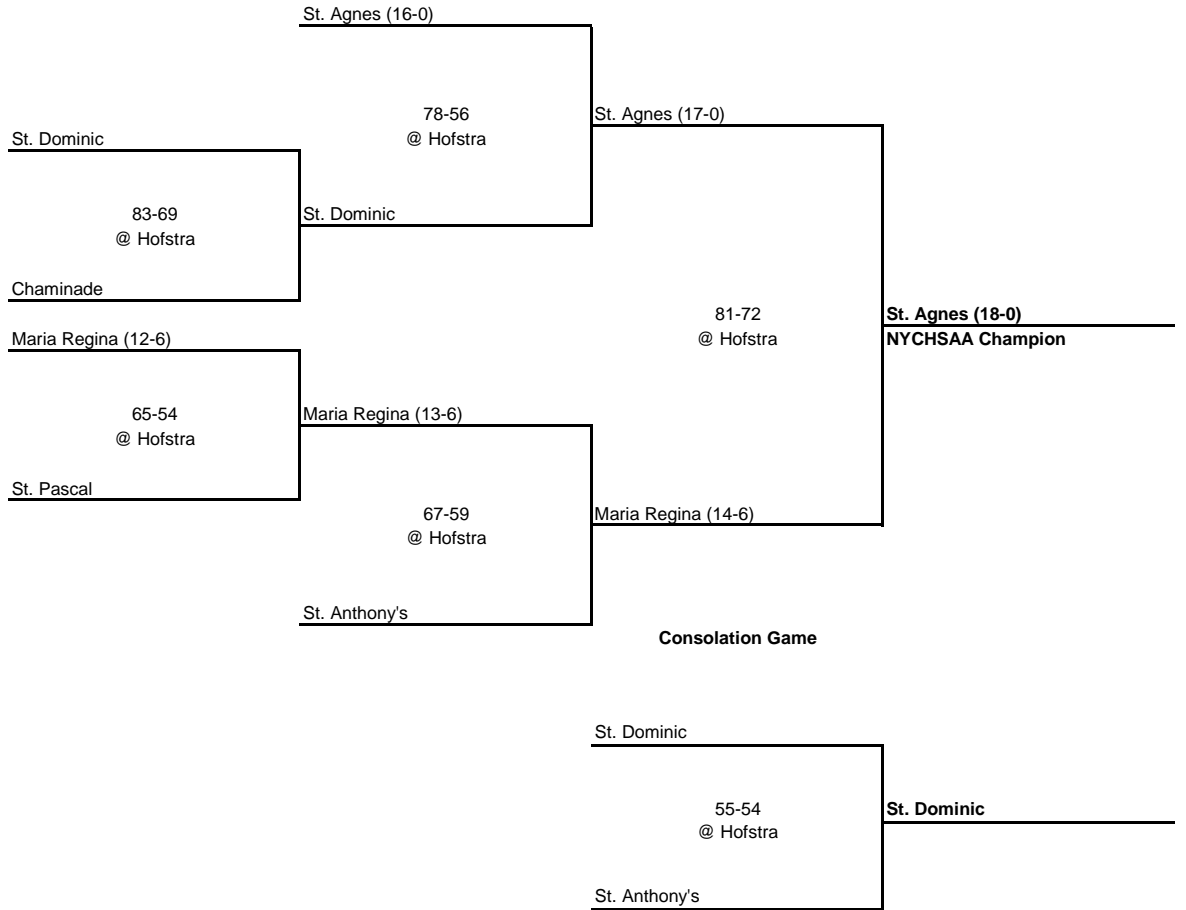 St. Agnes (16-0)
78-56
St. Agnes (17-0)
St. Dominic
@ Hofstra
83-69
St. Dominic
@ Hofstra
Chaminade
81-72
St. Agnes (18-0)
Maria Regina (12-6)
@ Hofstra
NYCHSAA Champion
65-54
Maria Regina (13-6)
@ Hofstra
St. Pascal
67-59
Maria Regina (14-6)
@ Hofstra
St. Anthony's
Consolation Game
St. Dominic
55-54
St. Dominic
@ Hofstra
St. Anthony's